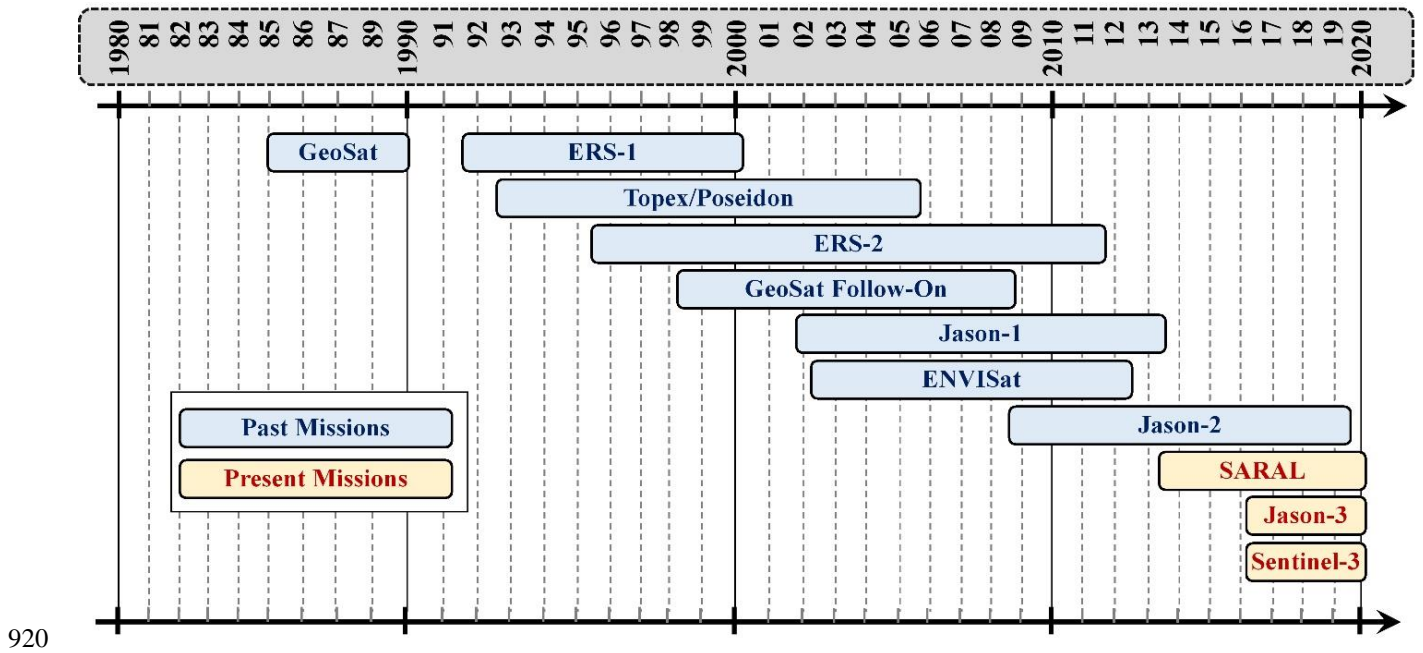 1980 81 82 83 84 85 86 87 88 89 1990 91 92 93 94 95 96 97 98 99 2000 01 02 03 04 05 06 07 08 09 2010 11 12 13 14 15 16 17 18 19 2020
GeoSat ERS-1
Topex/Poseidon
ERS-2
GeoSat Follow-On
Jason-1
ENVISat
Jason-2
Past Missions
SARAL
Present Missions
Jason-3
Sentinel-3
920